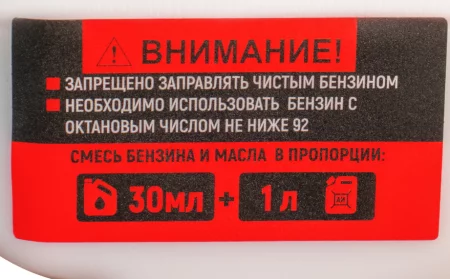 ВНИМАНИЕ!
ЗАПРЕЩЕНО ЗАПРАВЛЯТЬ ЧИСТЫМ БЕНЗИНОМ
НЕОБХОДИМО ИСПОЛЬЗОВАТЬ БЕНЗИН С
ОКТАНОВЫМ ЧИСЛОМ НЕ НИЖЕ 92
СМЕСЬ БЕНЗИНА И МАСЛА В ПРОПОРЦИИ:
30мл + 1 л АИ